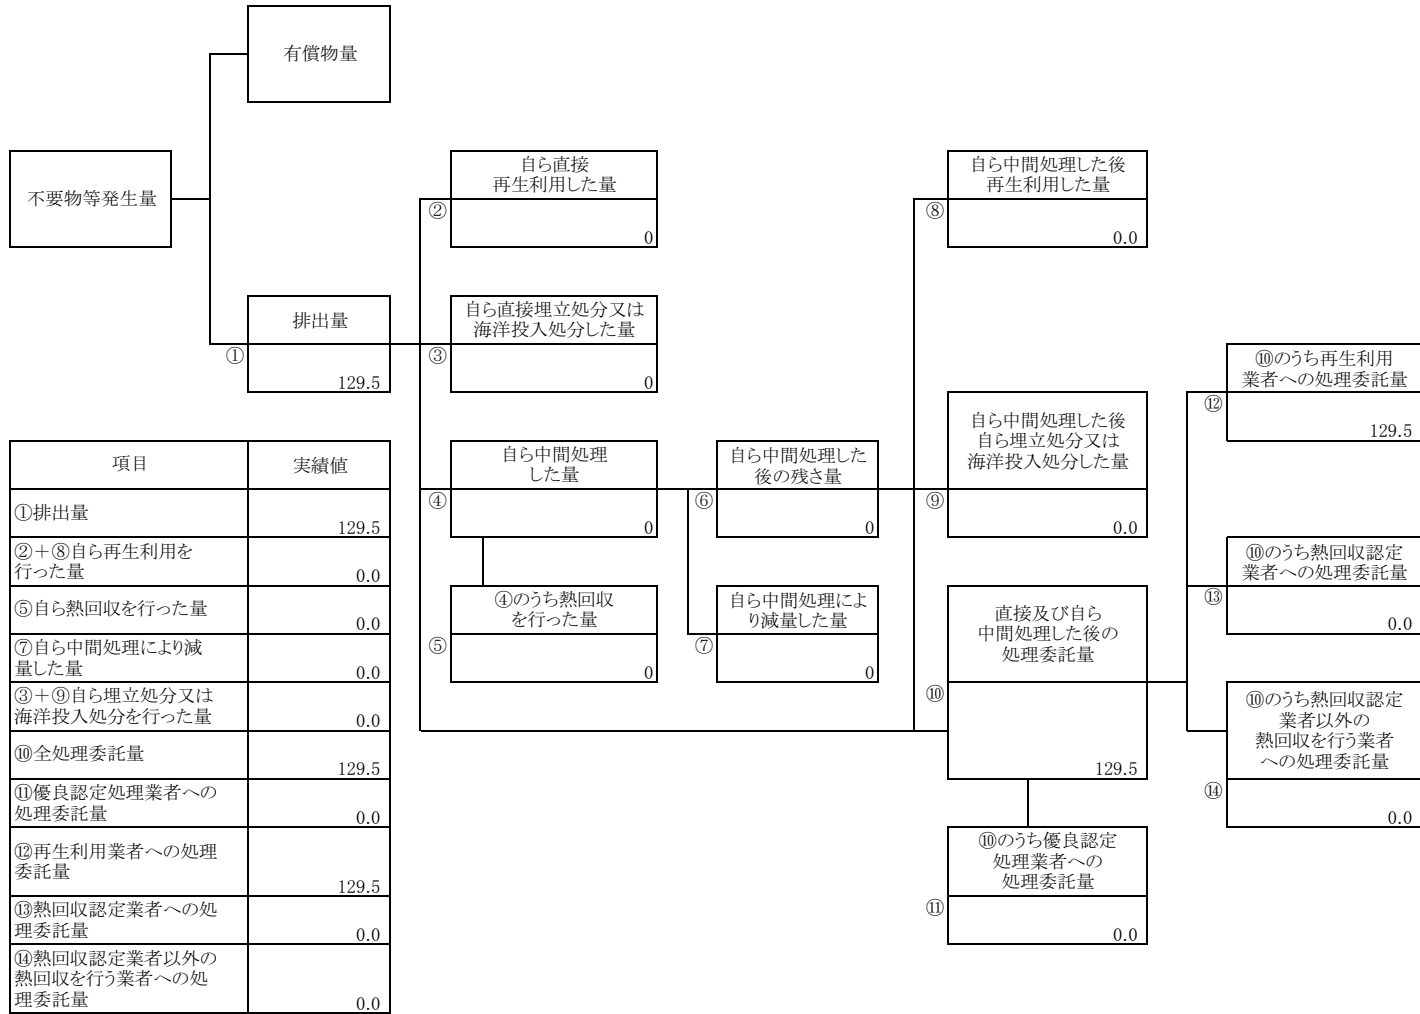 有償物量
不要物等発生量
排出量
①
129.5
自ら直接
再生利用した量
②
0
自ら直接埋立処分又は
海洋投入処分した量
③
0
自ら中間処理
した量
④
0
④のうち熱回収
を行った量
⑤
0
自ら中間処理した
後の残さ量
⑥
0
自ら中間処理によ
り減量した量
⑦
0
自ら中間処理した後
再生利用した量
⑧
0.0
自ら中間処理した後
自ら埋立処分又は
海洋投入処分した量
⑨
0.0
直接及び自ら
中間処理した後の
処理委託量
⑩
129.5
⑩のうち優良認定
処理業者への
処理委託量
⑪
0.0
⑩のうち再生利用
業者への処理委託量
⑫
129.5
⑩のうち熱回収認定
業者への処理委託量
⑬
0.0
⑩のうち熱回収認定
業者以外の
熱回収を行う業者
への処理委託量
⑭
0.0
項目 実績値
①排出量
129.5
②+⑧自ら再生利用を
行った量
0.0
⑤自ら熱回収を行った量
0.0
⑦自ら中間処理により減
量した量
0.0
③+⑨自ら埋立処分又は
海洋投入処分を行った量
0.0
⑩全処理委託量
129.5
⑪優良認定処理業者への
処理委託量
0.0
⑫再生利用業者への処理
委託量
129.5
⑬熱回収認定業者への処
理委託量
0.0
⑭熱回収認定業者以外の
熱回収を行う業者への処
理委託量
0.0